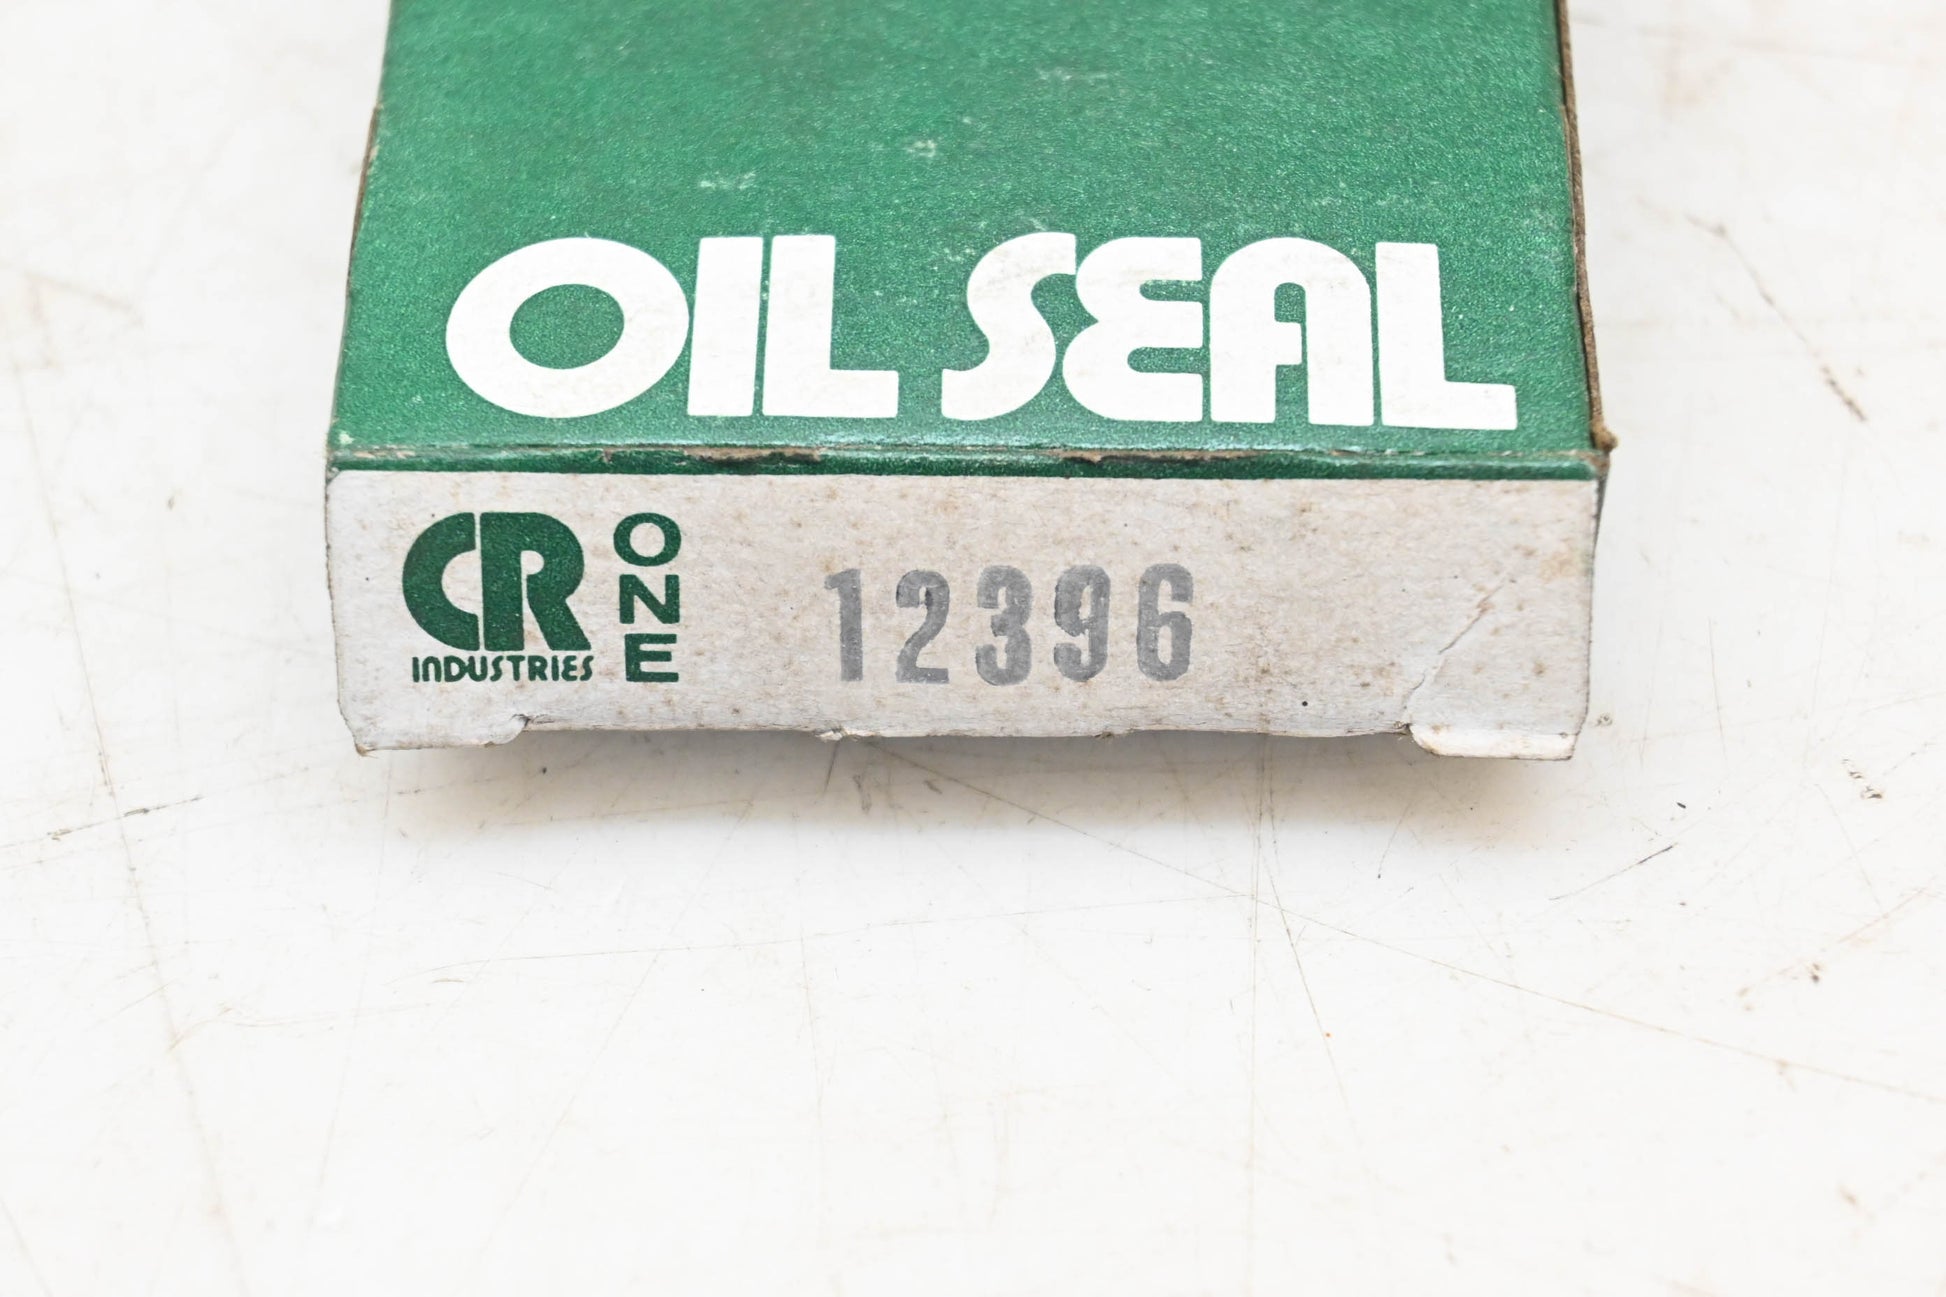 OIL SEAL
CR ONE 12396
INDUSTRIES